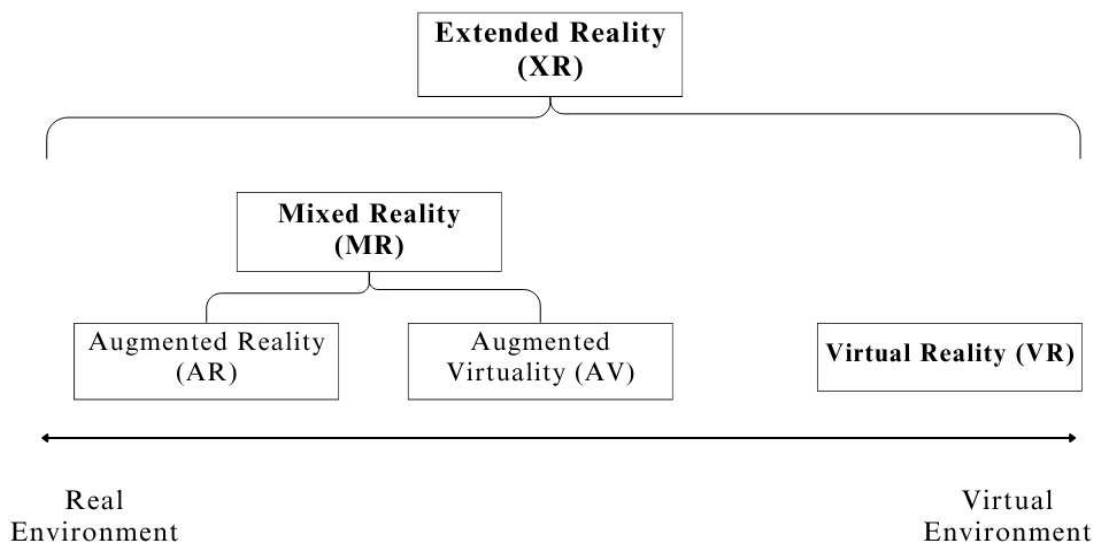 Extended Reality
(XR)
Mixed Reality
(MR)
Augmented Reality
(AR)
Augmented
Virtuality (AV)
Virtual Reality (VR)
Real
Environment
Virtual
Environment